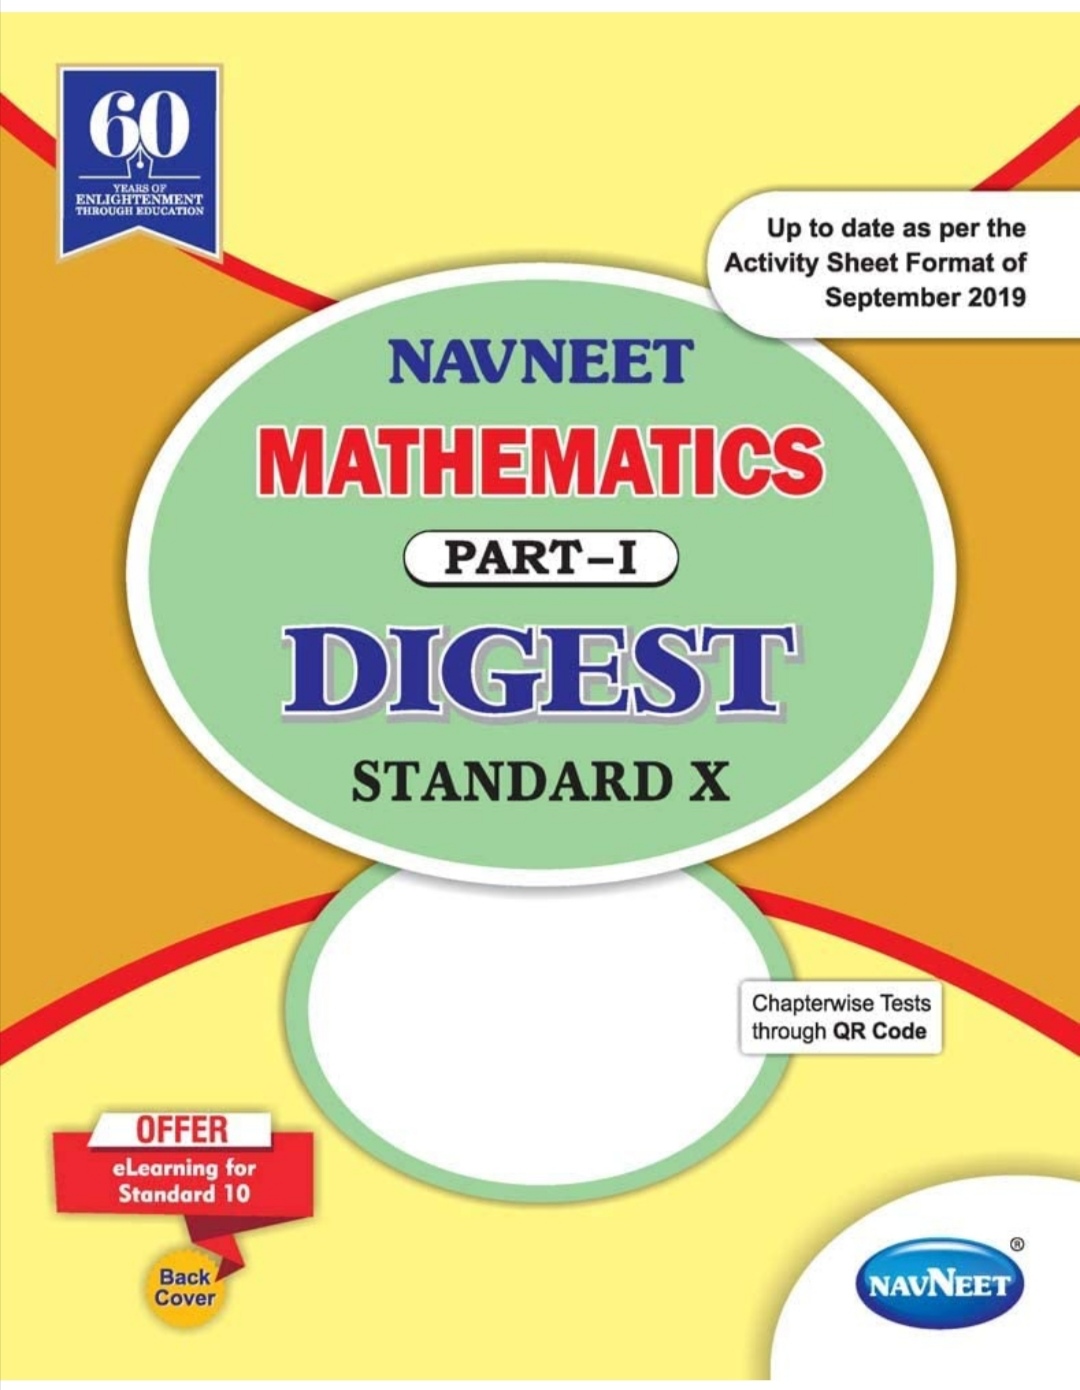 60
YEARS OF
ENLIGHTENMENT
THROUGH EDUCATION
Up to date as per the
Activity Sheet Format of
September 2019
NAVNEET
MATHEMATICS
PART-I
DIGEST
STANDARD X
Chapterwise Tests
through QR Code
OFFER
eLearning for
Standard 10
Back
Cover
NAVNEET ®